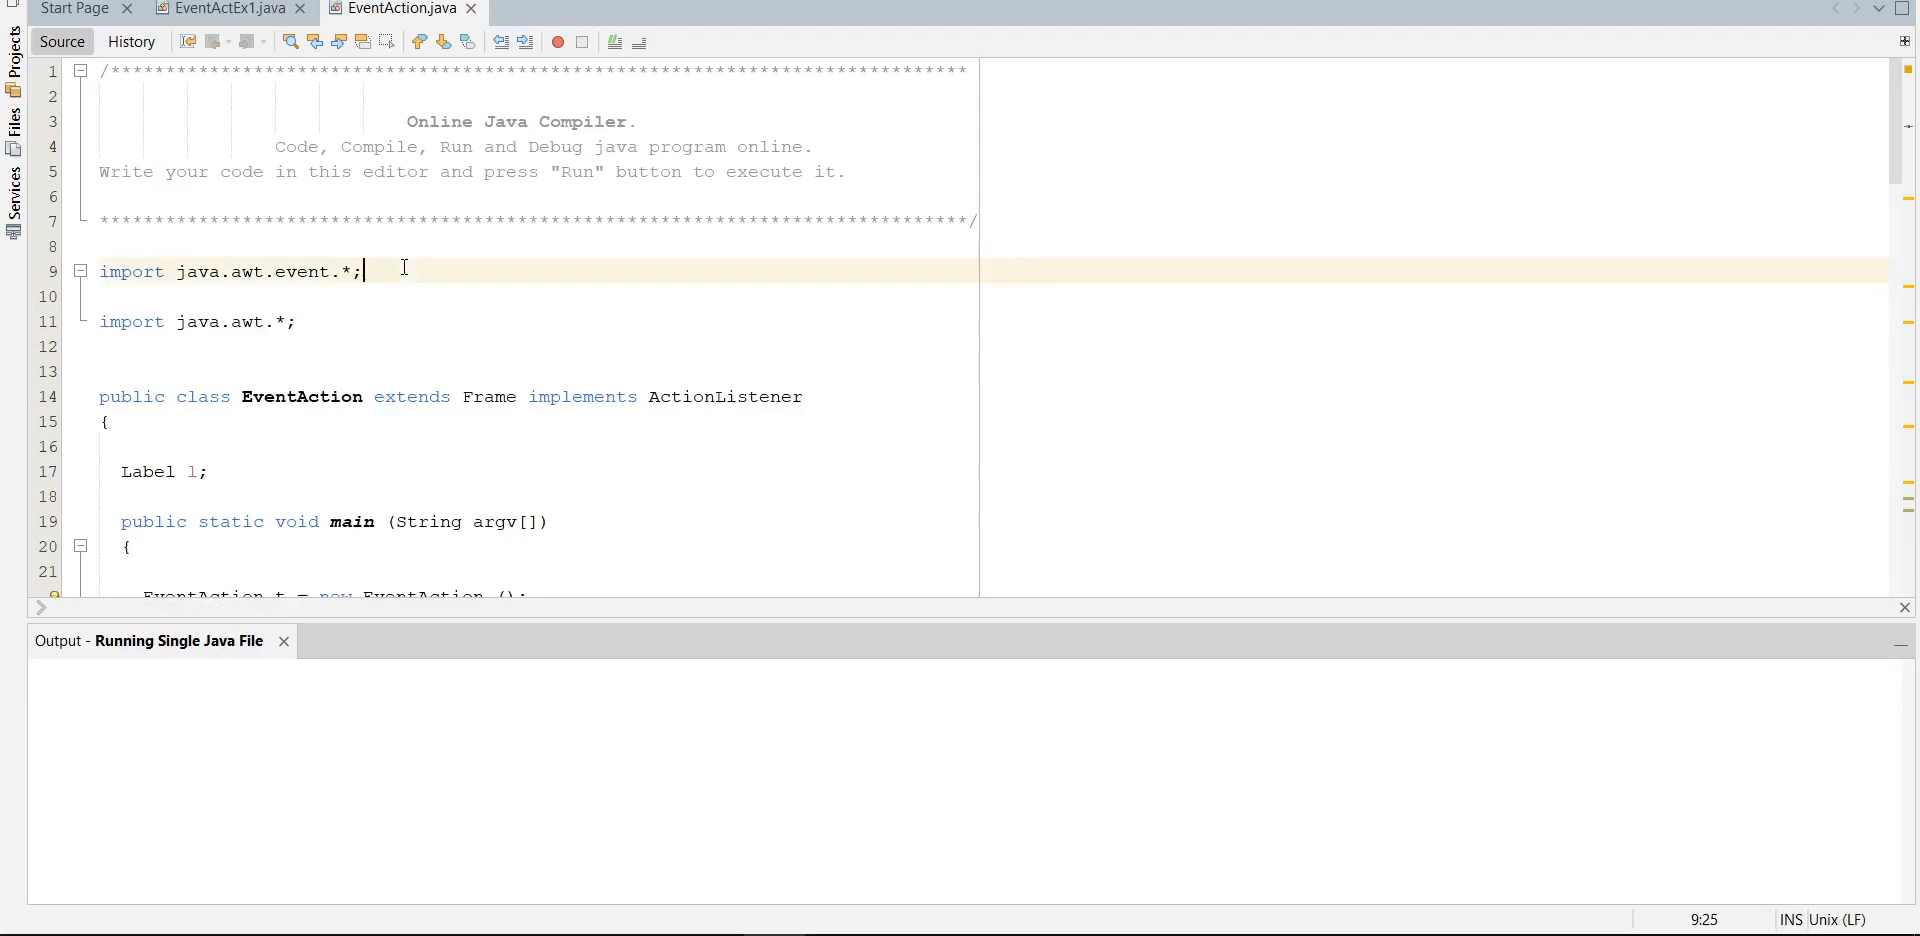 Start Page EventActEx1.java EventAction.java
Source History
Projects
Files
Services
1 /******************************************************************************
2
3 Online Java Compiler.
4 Code, Compile, Run and Debug java program online.
5 Write your code in this editor and press "Run" button to execute it.
6
7 *******************************************************************************/
8
9 import java.awt.event.*;
10
11 import java.awt.*;
12
13
14 public class EventAction extends Frame implements ActionListener
15 {
16
17 Label l;
18
19 public static void main (String argv[])
20 {
21
EventAction t = new EventAction ();
Output - Running Single Java File
9:25 INS Unix (LF)